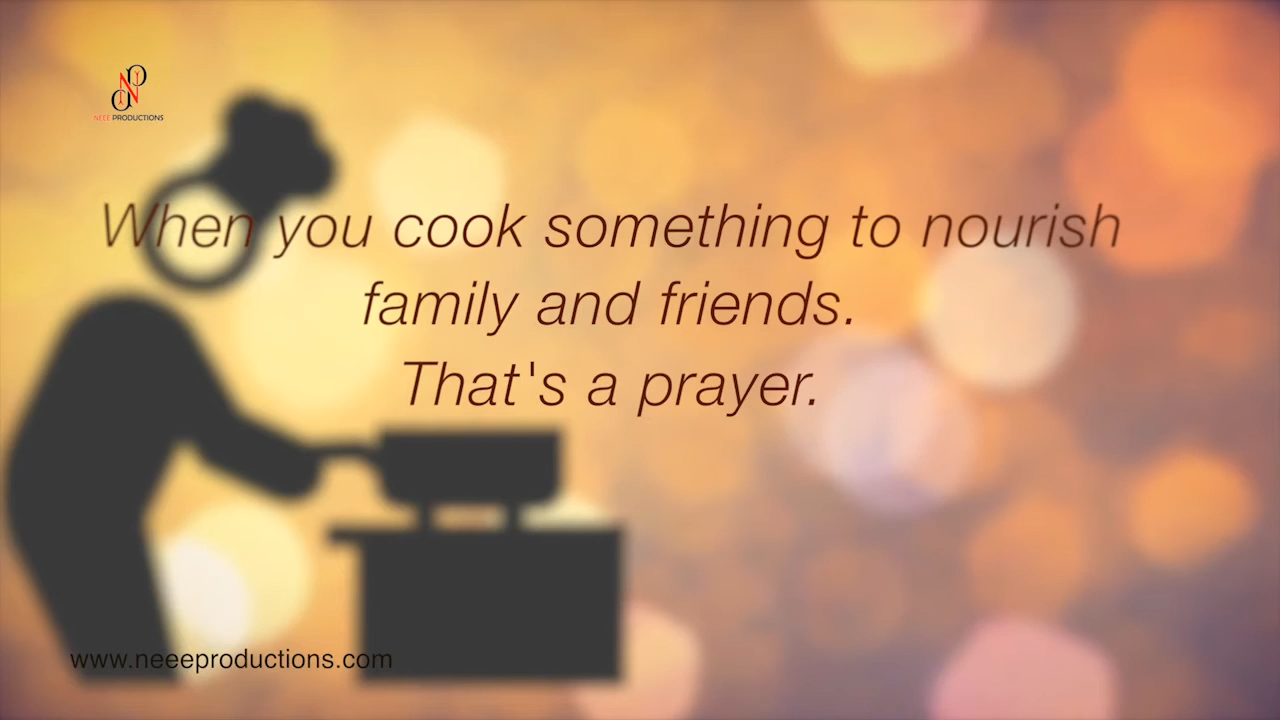 NEEE PRODUCTIONS
When you cook something to nourish
family and friends.
That's a prayer.
www.neeeproductions.com